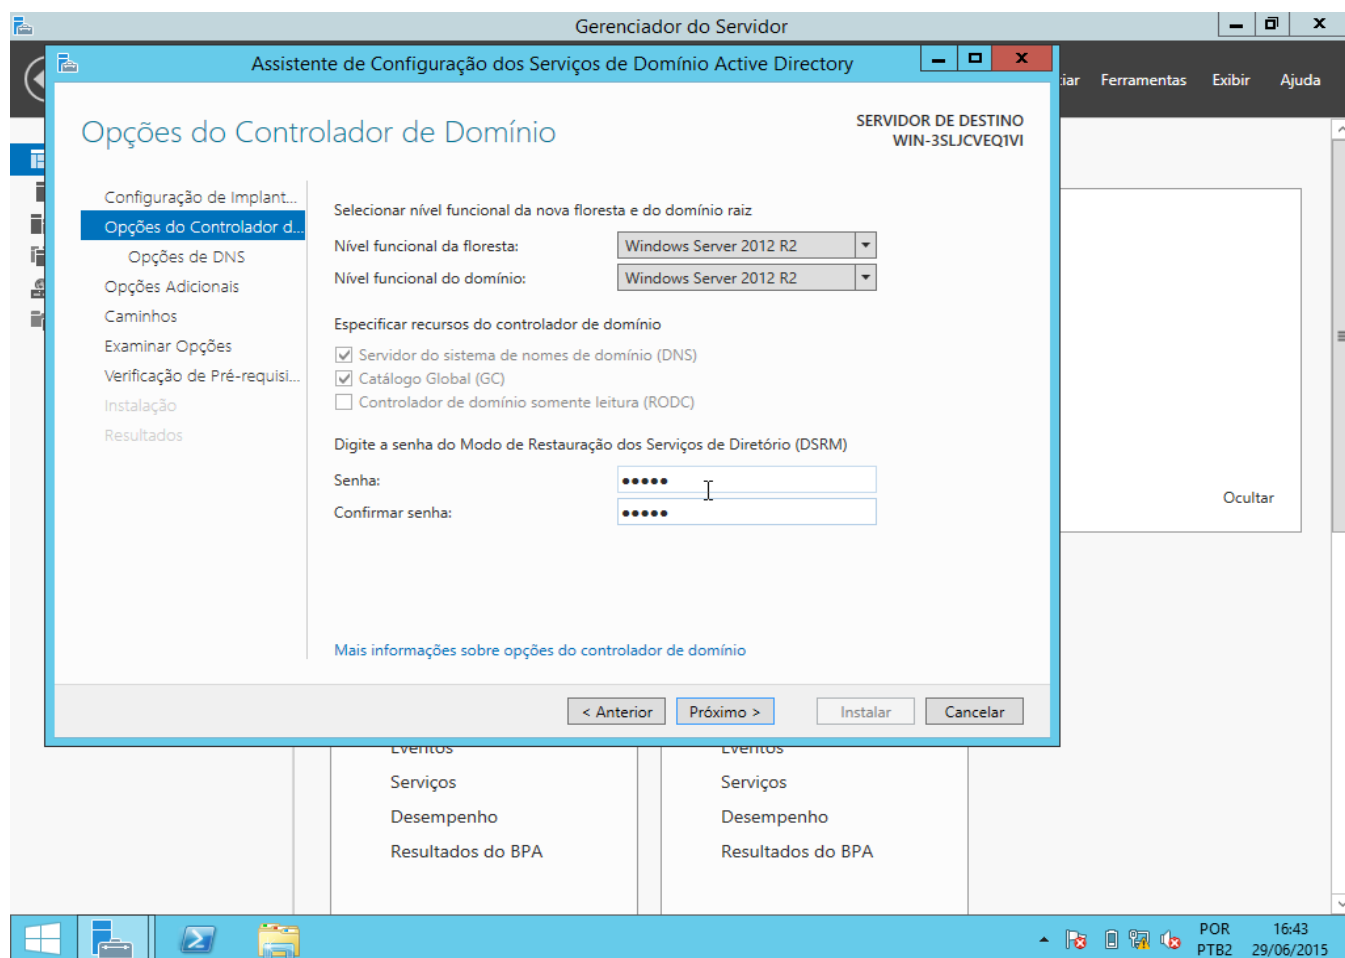 Gerenciador do Servidor
Assistente de Configuração dos Serviços de Domínio Active Directory
Ferramentas Exibir Ajuda
Opções do Controlador de Domínio
SERVIDOR DE DESTINO
WIN-3SLJCVEQ1VI
Configuração de Implant...
Opções do Controlador d...
Opções de DNS
Opções Adicionais
Caminhos
Examinar Opções
Verificação de Pré-requisi...
Instalação
Resultados
Selecionar nível funcional da nova floresta e do domínio raiz
Nível funcional da floresta: Windows Server 2012 R2
Nível funcional do domínio: Windows Server 2012 R2
Especificar recursos do controlador de domínio
Servidor do sistema de nomes de domínio (DNS)
Catálogo Global (GC)
Controlador de domínio somente leitura (RODC)
Digite a senha do Modo de Restauração dos Serviços de Diretório (DSRM)
Senha: •••••
Confirmar senha: •••••
Mais informações sobre opções do controlador de domínio
< Anterior Próximo > Instalar Cancelar
Ocultar
Eventos Eventos
Serviços Serviços
Desempenho Desempenho
Resultados do BPA Resultados do BPA
POR 16:43
PTB2 29/06/2015